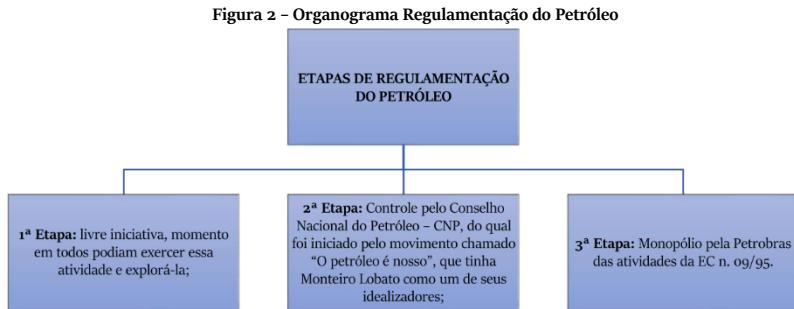 Figura 2 – Organograma Regulamentação do Petróleo
ETAPAS DE REGULAMENTAÇÃO
DO PETRÓLEO
1ª Etapa: livre iniciativa, momento
em todos podiam exercer essa
atividade e explorá-la;
2ª Etapa: Controle pelo Conselho
Nacional do Petróleo – CNP, do qual
foi iniciado pelo movimento chamado
“O petróleo é nosso”, que tinha
Monteiro Lobato como um de seus
idealizadores;
3ª Etapa: Monopólio pela Petrobras
das atividades da EC n. 09/95.